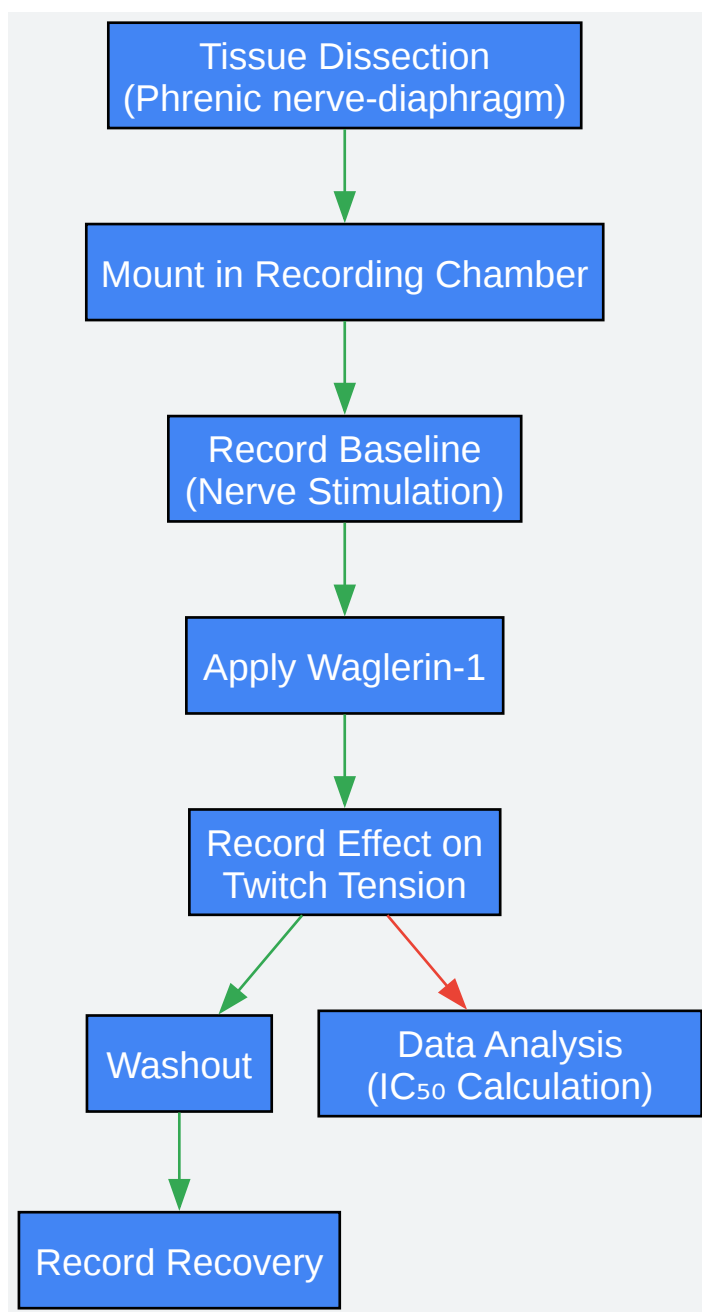 Tissue Dissection
(Phrenic nerve-diaphragm)
Mount in Recording Chamber
Record Baseline
(Nerve Stimulation)
Apply Waglerin-1
Record Effect on
Twitch Tension
Washout
Data Analysis
(IC₅₀ Calculation)
Record Recovery